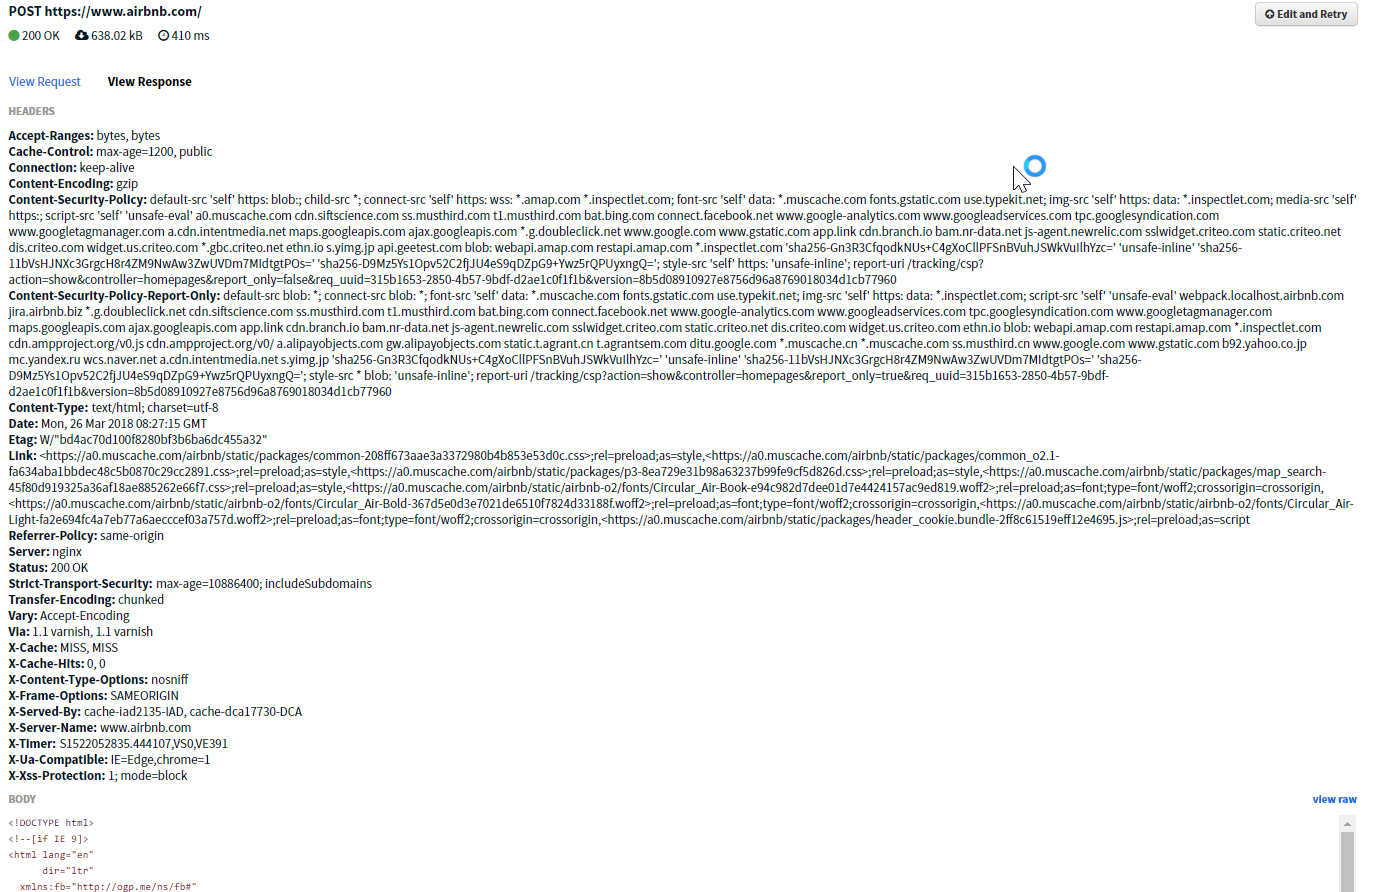 POST https://www.airbnb.com/
Edit and Retry
200 OK 638.02 kB 410 ms
View Request View Response
HEADERS
Accept-Ranges: bytes, bytes
Cache-Control: max-age=1200, public
Connection: keep-alive
Content-Encoding: gzip
Content-Security-Policy: default-src 'self' https: blob:; child-src *; connect-src 'self' https: wss: *.amap.com *.inspectlet.com; font-src 'self' data: *.muscache.com fonts.gstatic.com use.typekit.net; img-src 'self' https: data: *.inspectlet.com; media-src 'self'
https:; script-src 'self' 'unsafe-eval' a0.muscache.com cdn.siftscience.com ss.musthird.com t1.musthird.com bat.bing.com connect.facebook.net www.google-analytics.com www.googleadservices.com tpc.googlesyndication.com
www.googletagmanager.com a.cdn.intentmedia.net maps.googleapis.com ajax.googleapis.com *.g.doubleclick.net www.google.com www.gstatic.com app.link cdn.branch.io bam.nr-data.net js-agent.newrelic.com sslwidget.criteo.com static.criteo.net
dis.criteo.com widget.us.criteo.com *.gbc.criteo.net ethn.io s.yimg.jp api.geetest.com blob: webapi.amap.com restapi.amap.com *.inspectlet.com 'sha256-Gn3R3CfqodkNUs+C4gXoCllPFSnBVuhJSWkVuIlhYzc=' 'unsafe-inline' 'sha256-
11bVsHJNXc3GrgcH8r4ZM9NwAw3ZwUVDm7MIdtgtPOs=' 'sha256-D9Mz5Ys1Opv52C2fjJU4eS9qDZpG9+Ywz5rQPUyxngQ='; style-src 'self' https: 'unsafe-inline'; report-uri /tracking/csp?
action=show&controller=homepages&report_only=false&req_uuid=315b1653-2850-4b57-9bdf-d2ae1c0f1f1b&version=8b5d08910927e8756d96a8769018034d1cb77960
Content-Security-Policy-Report-Only: default-src blob: *; connect-src blob: *; font-src 'self' data: *.muscache.com fonts.gstatic.com use.typekit.net; img-src 'self' https: data: *.inspectlet.com; script-src 'self' 'unsafe-eval' webpack.localhost.airbnb.com
jira.airbnb.biz *.g.doubleclick.net cdn.siftscience.com ss.musthird.com t1.musthird.com bat.bing.com connect.facebook.net www.google-analytics.com www.googleadservices.com tpc.googlesyndication.com www.googletagmanager.com
maps.googleapis.com ajax.googleapis.com app.link cdn.branch.io bam.nr-data.net js-agent.newrelic.com sslwidget.criteo.com static.criteo.net dis.criteo.com widget.us.criteo.com ethn.io blob: webapi.amap.com restapi.amap.com *.inspectlet.com
cdn.ampproject.org/v0.js cdn.ampproject.org/v0/ a.alipayobjects.com gw.alipayobjects.com static.t.agrant.cn t.agrantsem.com ditu.google.com *.muscache.cn *.muscache.com ss.musthird.cn www.google.com www.gstatic.com b92.yahoo.co.jp
mc.yandex.ru wcs.naver.net a.cdn.intentmedia.net s.yimg.jp 'sha256-Gn3R3CfqodkNUs+C4gXoCllPFSnBVuhJSWkVuIlhYzc=' 'unsafe-inline' 'sha256-11bVsHJNXc3GrgcH8r4ZM9NwAw3ZwUVDm7MIdtgtPOs=' 'sha256-
D9Mz5Ys1Opv52C2fjJU4eS9qDZpG9+Ywz5rQPUyxngQ='; style-src * blob: 'unsafe-inline'; report-uri /tracking/csp?action=show&controller=homepages&report_only=true&req_uuid=315b1653-2850-4b57-9bdf-
d2ae1c0f1f1b&version=8b5d08910927e8756d96a8769018034d1cb77960
Content-Type: text/html; charset=utf-8
Date: Mon, 26 Mar 2018 08:27:15 GMT
Etag: W/"bd4ac70d100f8280bf3b6ba6dc455a32"
Link: <https://a0.muscache.com/airbnb/static/packages/common-208ff673aae3a3372980b4b853e53d0c.css>;rel=preload;as=style,<https://a0.muscache.com/airbnb/static/packages/common_o2.1-
fa634aba1bbdec48c5b0870c29cc2891.css>;rel=preload;as=style,<https://a0.muscache.com/airbnb/static/packages/p3-8ea729e31b98a63237b99fe9cf5d826d.css>;rel=preload;as=style,<https://a0.muscache.com/airbnb/static/packages/map_search-
45f80d919325a36af18ae885262e66f7.css>;rel=preload;as=style,<https://a0.muscache.com/airbnb/static/airbnb-o2/fonts/Circular_Air-Book-e94c982d7dee01d7e4424157ac9ed819.woff2>;rel=preload;as=font;type=font/woff2;crossorigin=crossorigin,
<https://a0.muscache.com/airbnb/static/airbnb-o2/fonts/Circular_Air-Bold-367d5e0d3e7021de6510f7824d33188f.woff2>;rel=preload;as=font;type=font/woff2;crossorigin=crossorigin,<https://a0.muscache.com/airbnb/static/airbnb-o2/fonts/Circular_Air-
Light-fa2e694fc4a7eb77a6aecccef03a757d.woff2>;rel=preload;as=font;type=font/woff2;crossorigin=crossorigin,<https://a0.muscache.com/airbnb/static/packages/header_cookie.bundle-2ff8c61519eff12e4695.js>;rel=preload;as=script
Referrer-Policy: same-origin
Server: nginx
Status: 200 OK
Strict-Transport-Security: max-age=10886400; includeSubdomains
Transfer-Encoding: chunked
Vary: Accept-Encoding
Via: 1.1 varnish, 1.1 varnish
X-Cache: MISS, MISS
X-Cache-Hits: 0, 0
X-Content-Type-Options: nosniff
X-Frame-Options: SAMEORIGIN
X-Served-By: cache-iad2135-IAD, cache-dca17730-DCA
X-Server-Name: www.airbnb.com
X-Timer: S1522052835.444107,VS0,VE391
X-Ua-Compatible: IE=Edge,chrome=1
X-Xss-Protection: 1; mode=block
BODY
view raw
<!DOCTYPE html>
<!--[if IE 9]>
<html lang="en"
dir="ltr"
xmlns:fb="http://ogp.me/ns/fb#"